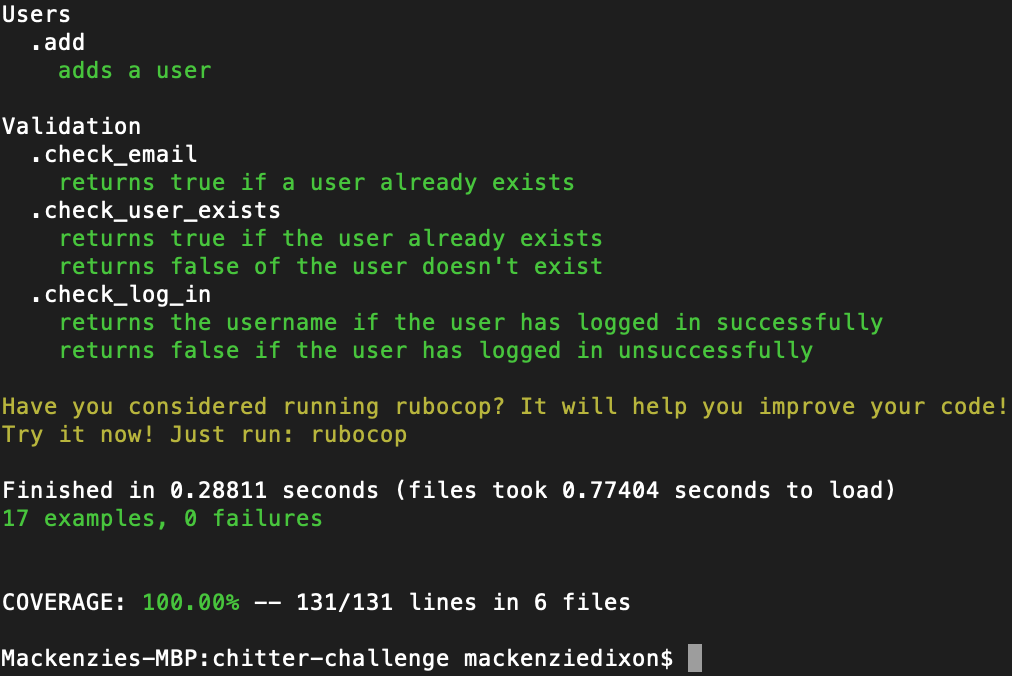 Users
.add
adds a user
Validation
.check_email
returns true if a user already exists
.check_user_exists
returns true if the user already exists
returns false of the user doesn't exist
.check_log_in
returns the username if the user has logged in successfully
returns false if the user has logged in unsuccessfully
Have you considered running rubocop? It will help you improve your code!
Try it now! Just run: rubocop
Finished in 0.28811 seconds (files took 0.77404 seconds to load)
17 examples, 0 failures
COVERAGE: 100.00% -- 131/131 lines in 6 files
Mackenzies-MBP:chitter-challenge mackenziedixon$